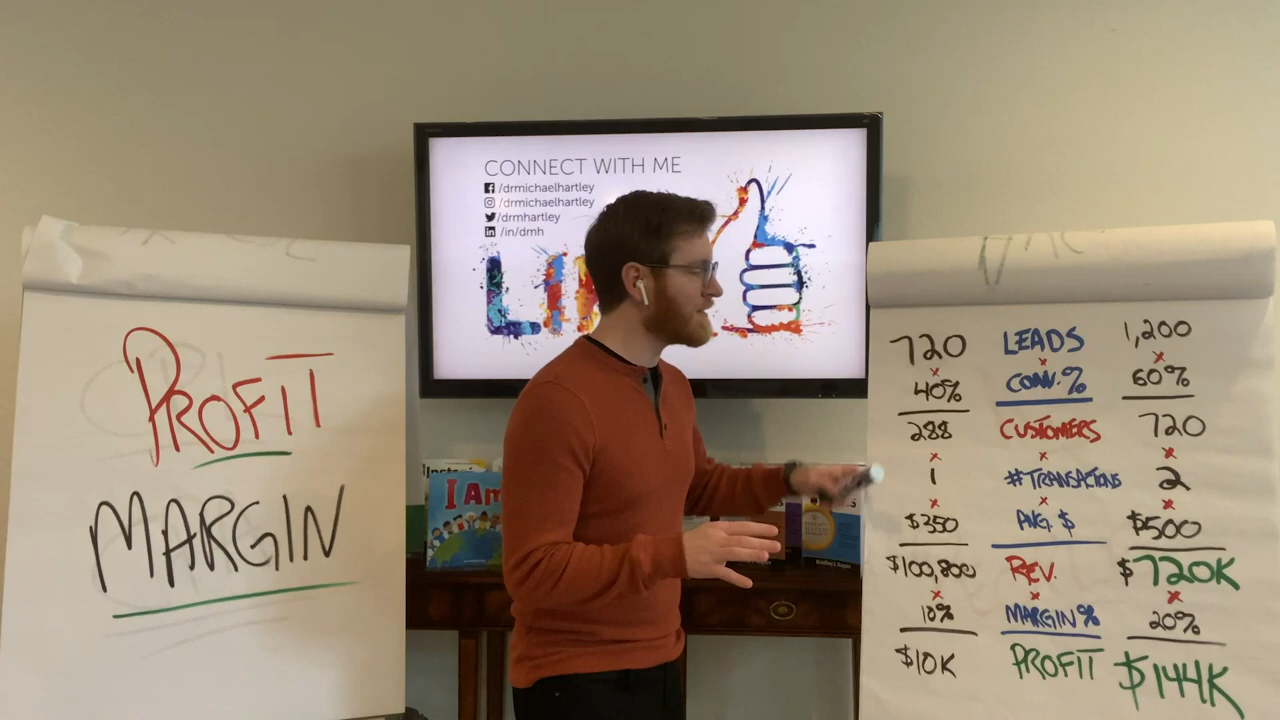 PROFIT
MARGIN
CONNECT WITH ME
/drmichaelhartley
/drmichaelhartley
/drmhartley
/in/dmh
LI
I Am
720 LEADS 1,200
x x x
40% CONV.% 60%
288 CUSTOMERS 720
x x x
1 #TRANSACTIONS 2
x x x
$350 AVG. $ $500
$100,800 REV. $720K
x x x
10% MARGIN% 20%
$10K PROFIT $144K